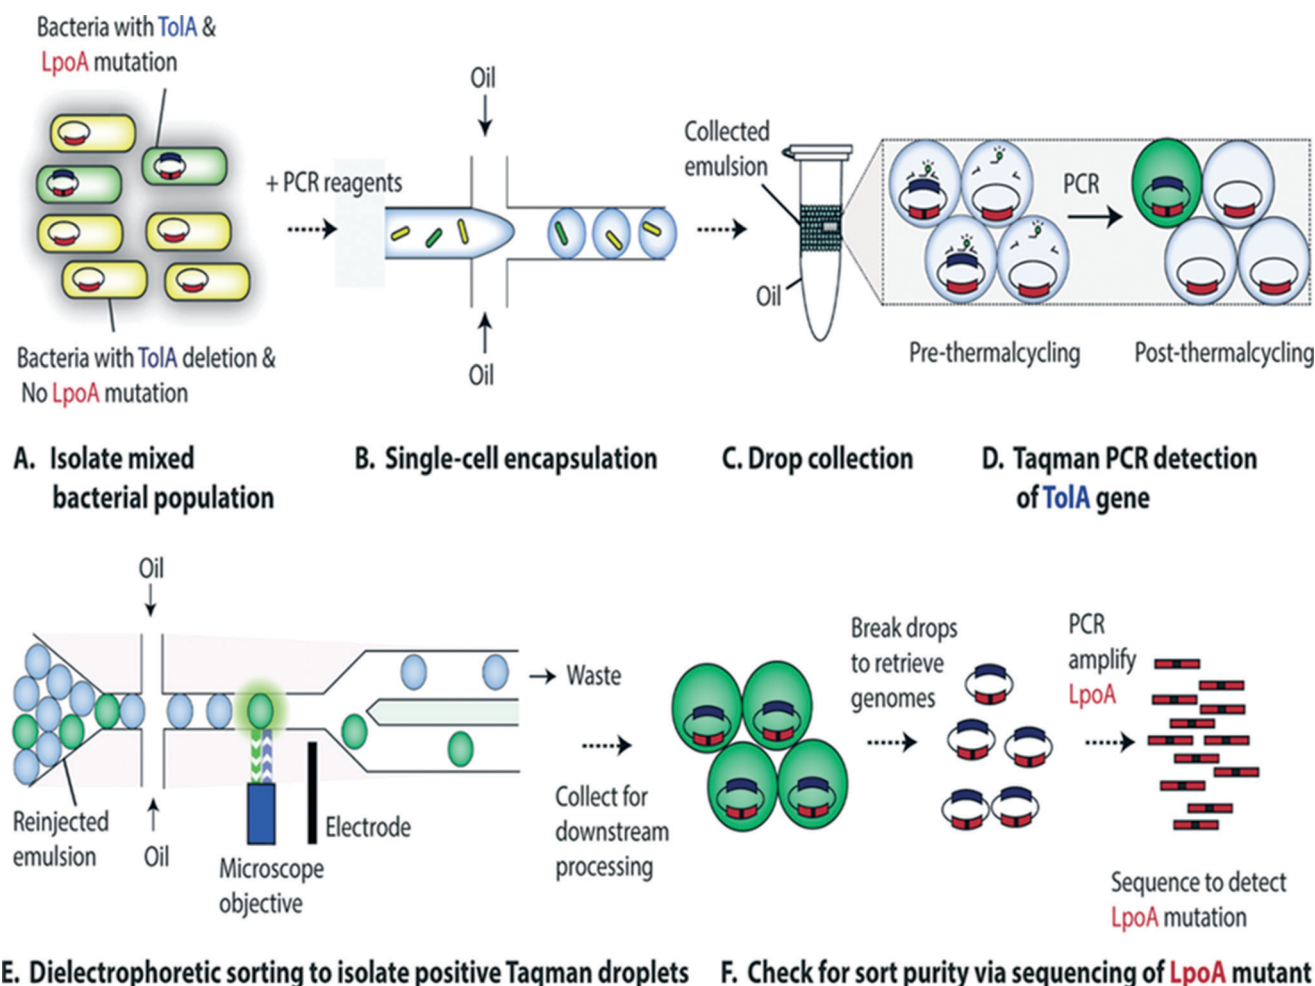 Bacteria with TolA &
LpoA mutation
+ PCR reagents
Bacteria with TolA deletion &
No LpoA mutation
Oil
Oil
Collected
emulsion
Oil
PCR
Pre-thermalcycling
Post-thermalcycling
A. Isolate mixed
bacterial population
B. Single-cell encapsulation
C. Drop collection
D. Taqman PCR detection
of TolA gene
Oil
Reinjected
emulsion
Oil
Microscope
objective
Electrode
Waste
Collect for
downstream
processing
Break drops
to retrieve
genomes
PCR
amplify
LpoA
Sequence to detect
LpoA mutation
E. Dielectrophoretic sorting to isolate positive Taqman droplets
F. Check for sort purity via sequencing of LpoA mutant